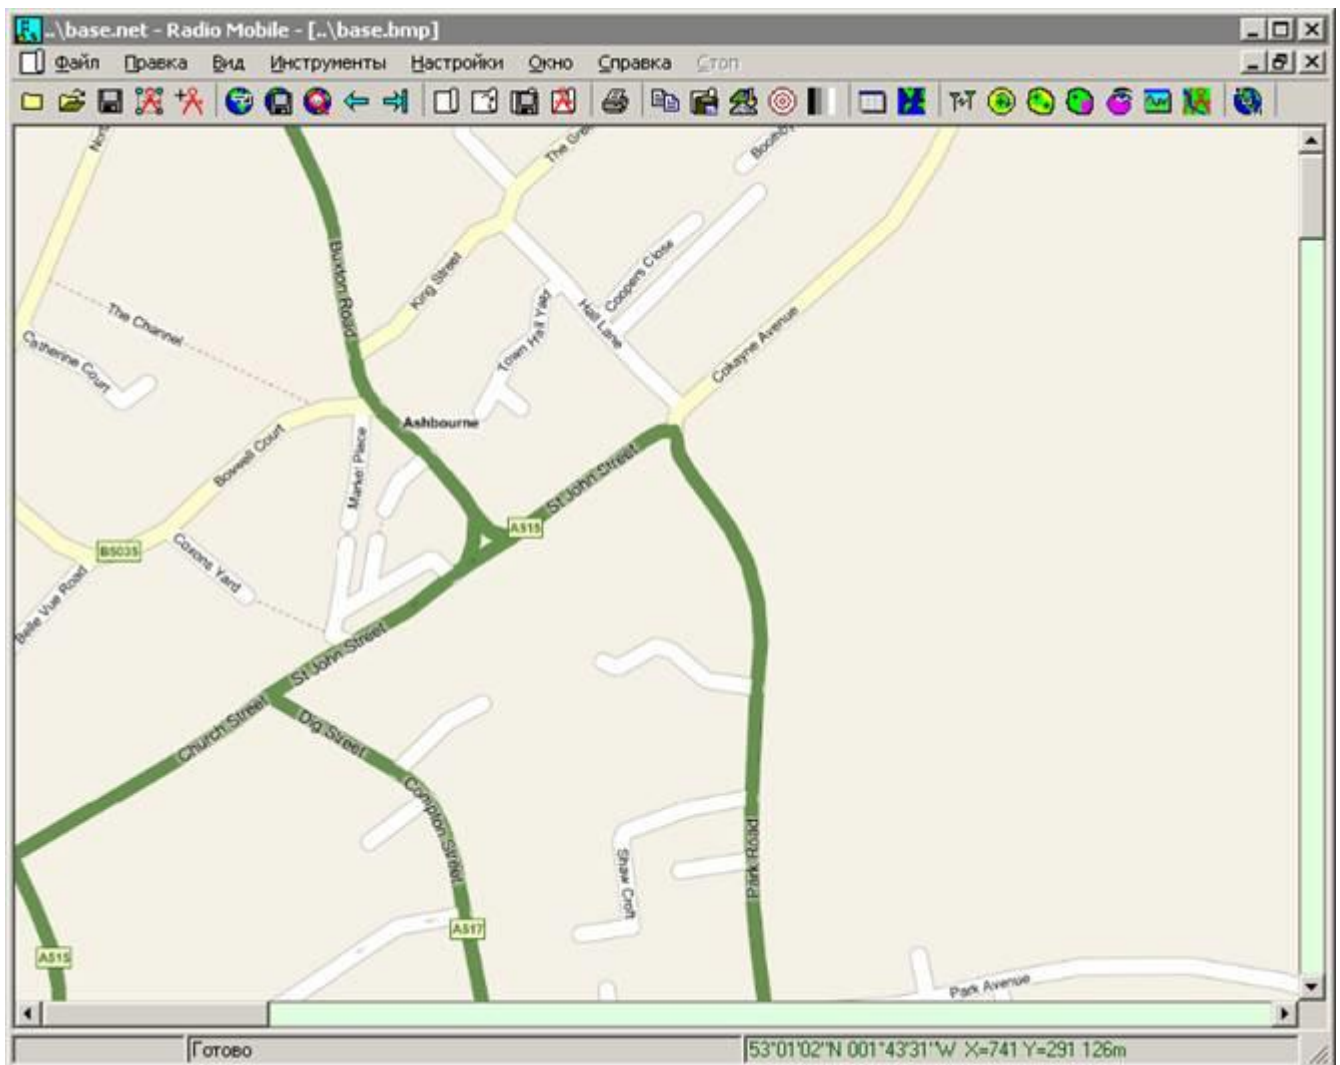 ..\base.net - Radio Mobile - [..\base.bmp]
Файл Правка Вид Инструменты Настройки Окно Справка Стоп
The Gre
Nort
Buxton Road
King Street
Coopers Close
Town Hall Yard
Hall Lane
The Channel
Cokayne Avenue
Catherine Court
Ashbourne
Boswell Court
Market Place
St John Street
A515
B5035
Coxons Yard
Belle Vue Road
St John Street
Church Street
Dig Street
Compton Street
Shaw Croft
Park Road
A517
A515
Park Avenue
Готово
53°01'02"N 001°43'31"W X=741 Y=291 126m